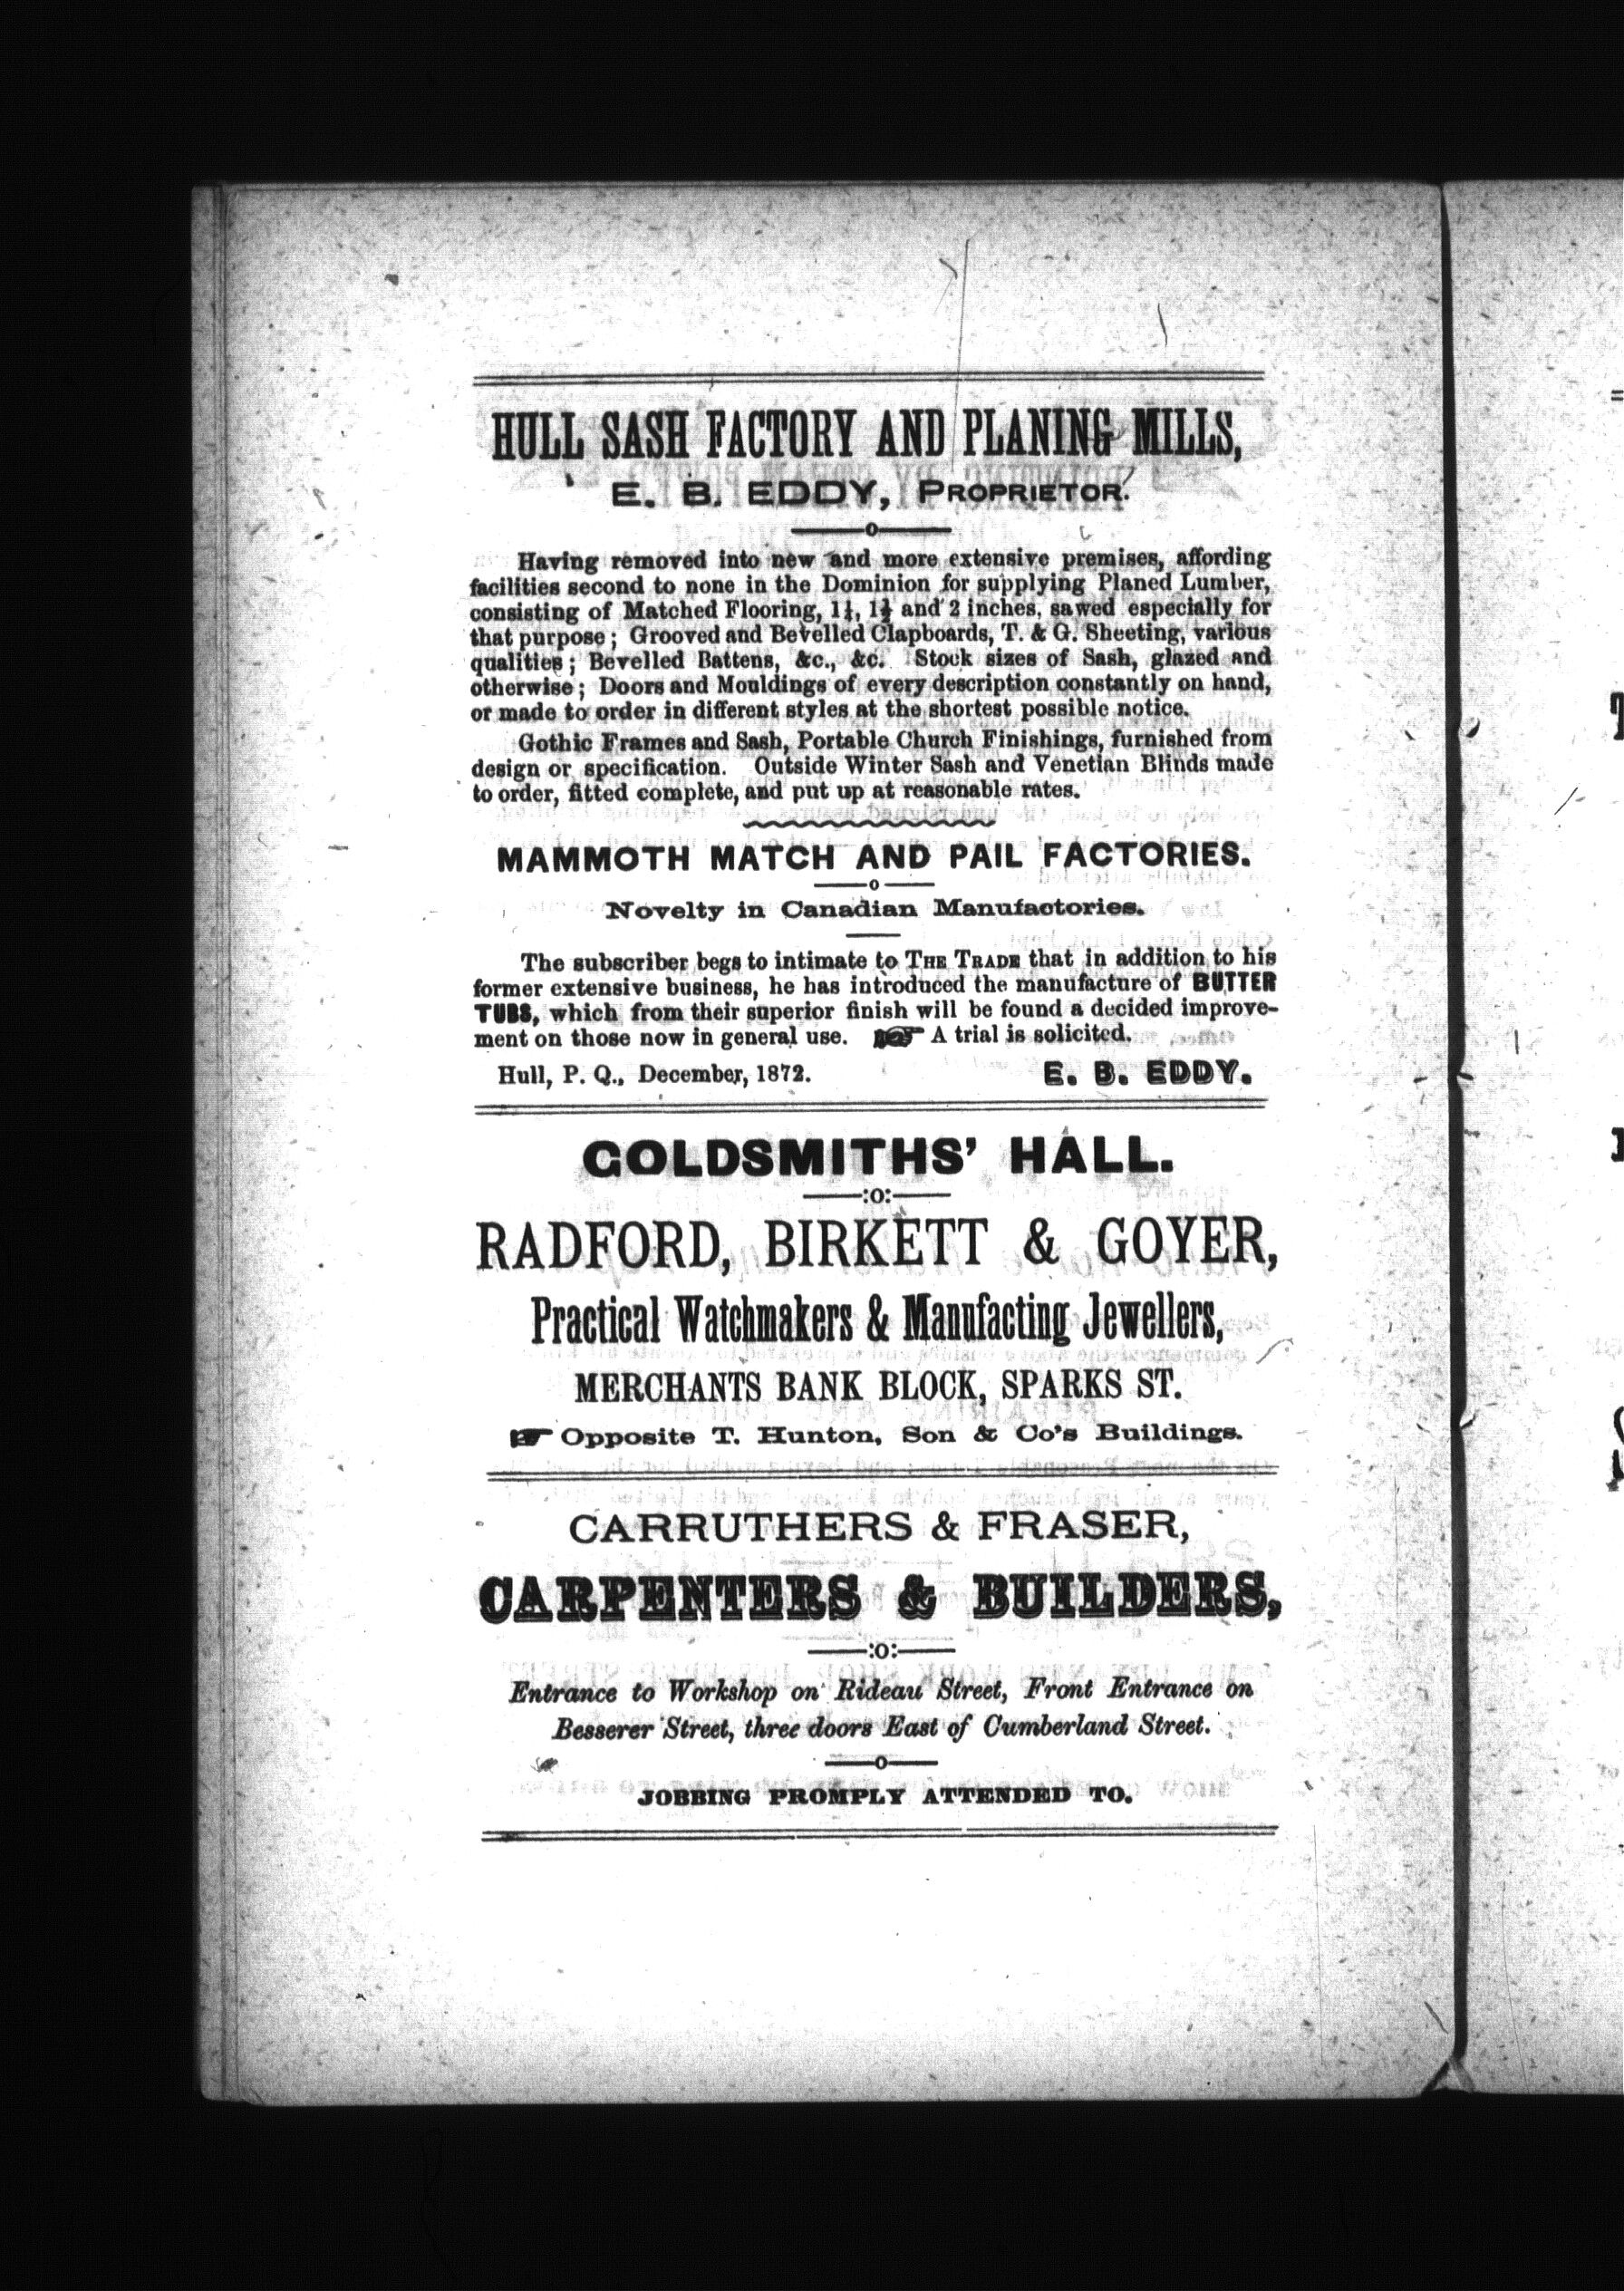 HULL SASH FACTORY AND PLANING MILLS,
E. B. EDDY, PROPRIETOR.
o
Having removed into new and more extensive premises, affording
facilities second to none in the Dominion for supplying Planed Lumber,
consisting of Matched Flooring, 1¼, 1½ and 2 inches, sawed especially for
that purpose; Grooved and Bevelled Clapboards, T. & G. Sheeting, various
qualities; Bevelled Battens, &c., &c. Stock sizes of Sash, glazed and
otherwise; Doors and Mouldings of every description constantly on hand,
or made to order in different styles at the shortest possible notice.
Gothic Frames and Sash, Portable Church Finishings, furnished from
design or specification. Outside Winter Sash and Venetian Blinds made
to order, fitted complete, and put up at reasonable rates.
MAMMOTH MATCH AND PAIL FACTORIES.
o
Novelty in Canadian Manufactories.
The subscriber begs to intimate to THE TRADE that in addition to his
former extensive business, he has introduced the manufacture of BUTTER
TUBS, which from their superior finish will be found a decided improve-
ment on those now in general use. ☞ A trial is solicited.
Hull, P. Q., December, 1872. E. B. EDDY.
GOLDSMITHS' HALL.
:o:
RADFORD, BIRKETT & GOYER,
Practical Watchmakers & Manufacting Jewellers,
MERCHANTS BANK BLOCK, SPARKS ST.
☞ Opposite T. Hunton, Son & Co's Buildings.
CARRUTHERS & FRASER,
CARPENTERS & BUILDERS,
:o:
Entrance to Workshop on Rideau Street, Front Entrance on
Besserer Street, three doors East of Cumberland Street.
o
JOBBING PROMPLY ATTENDED TO.